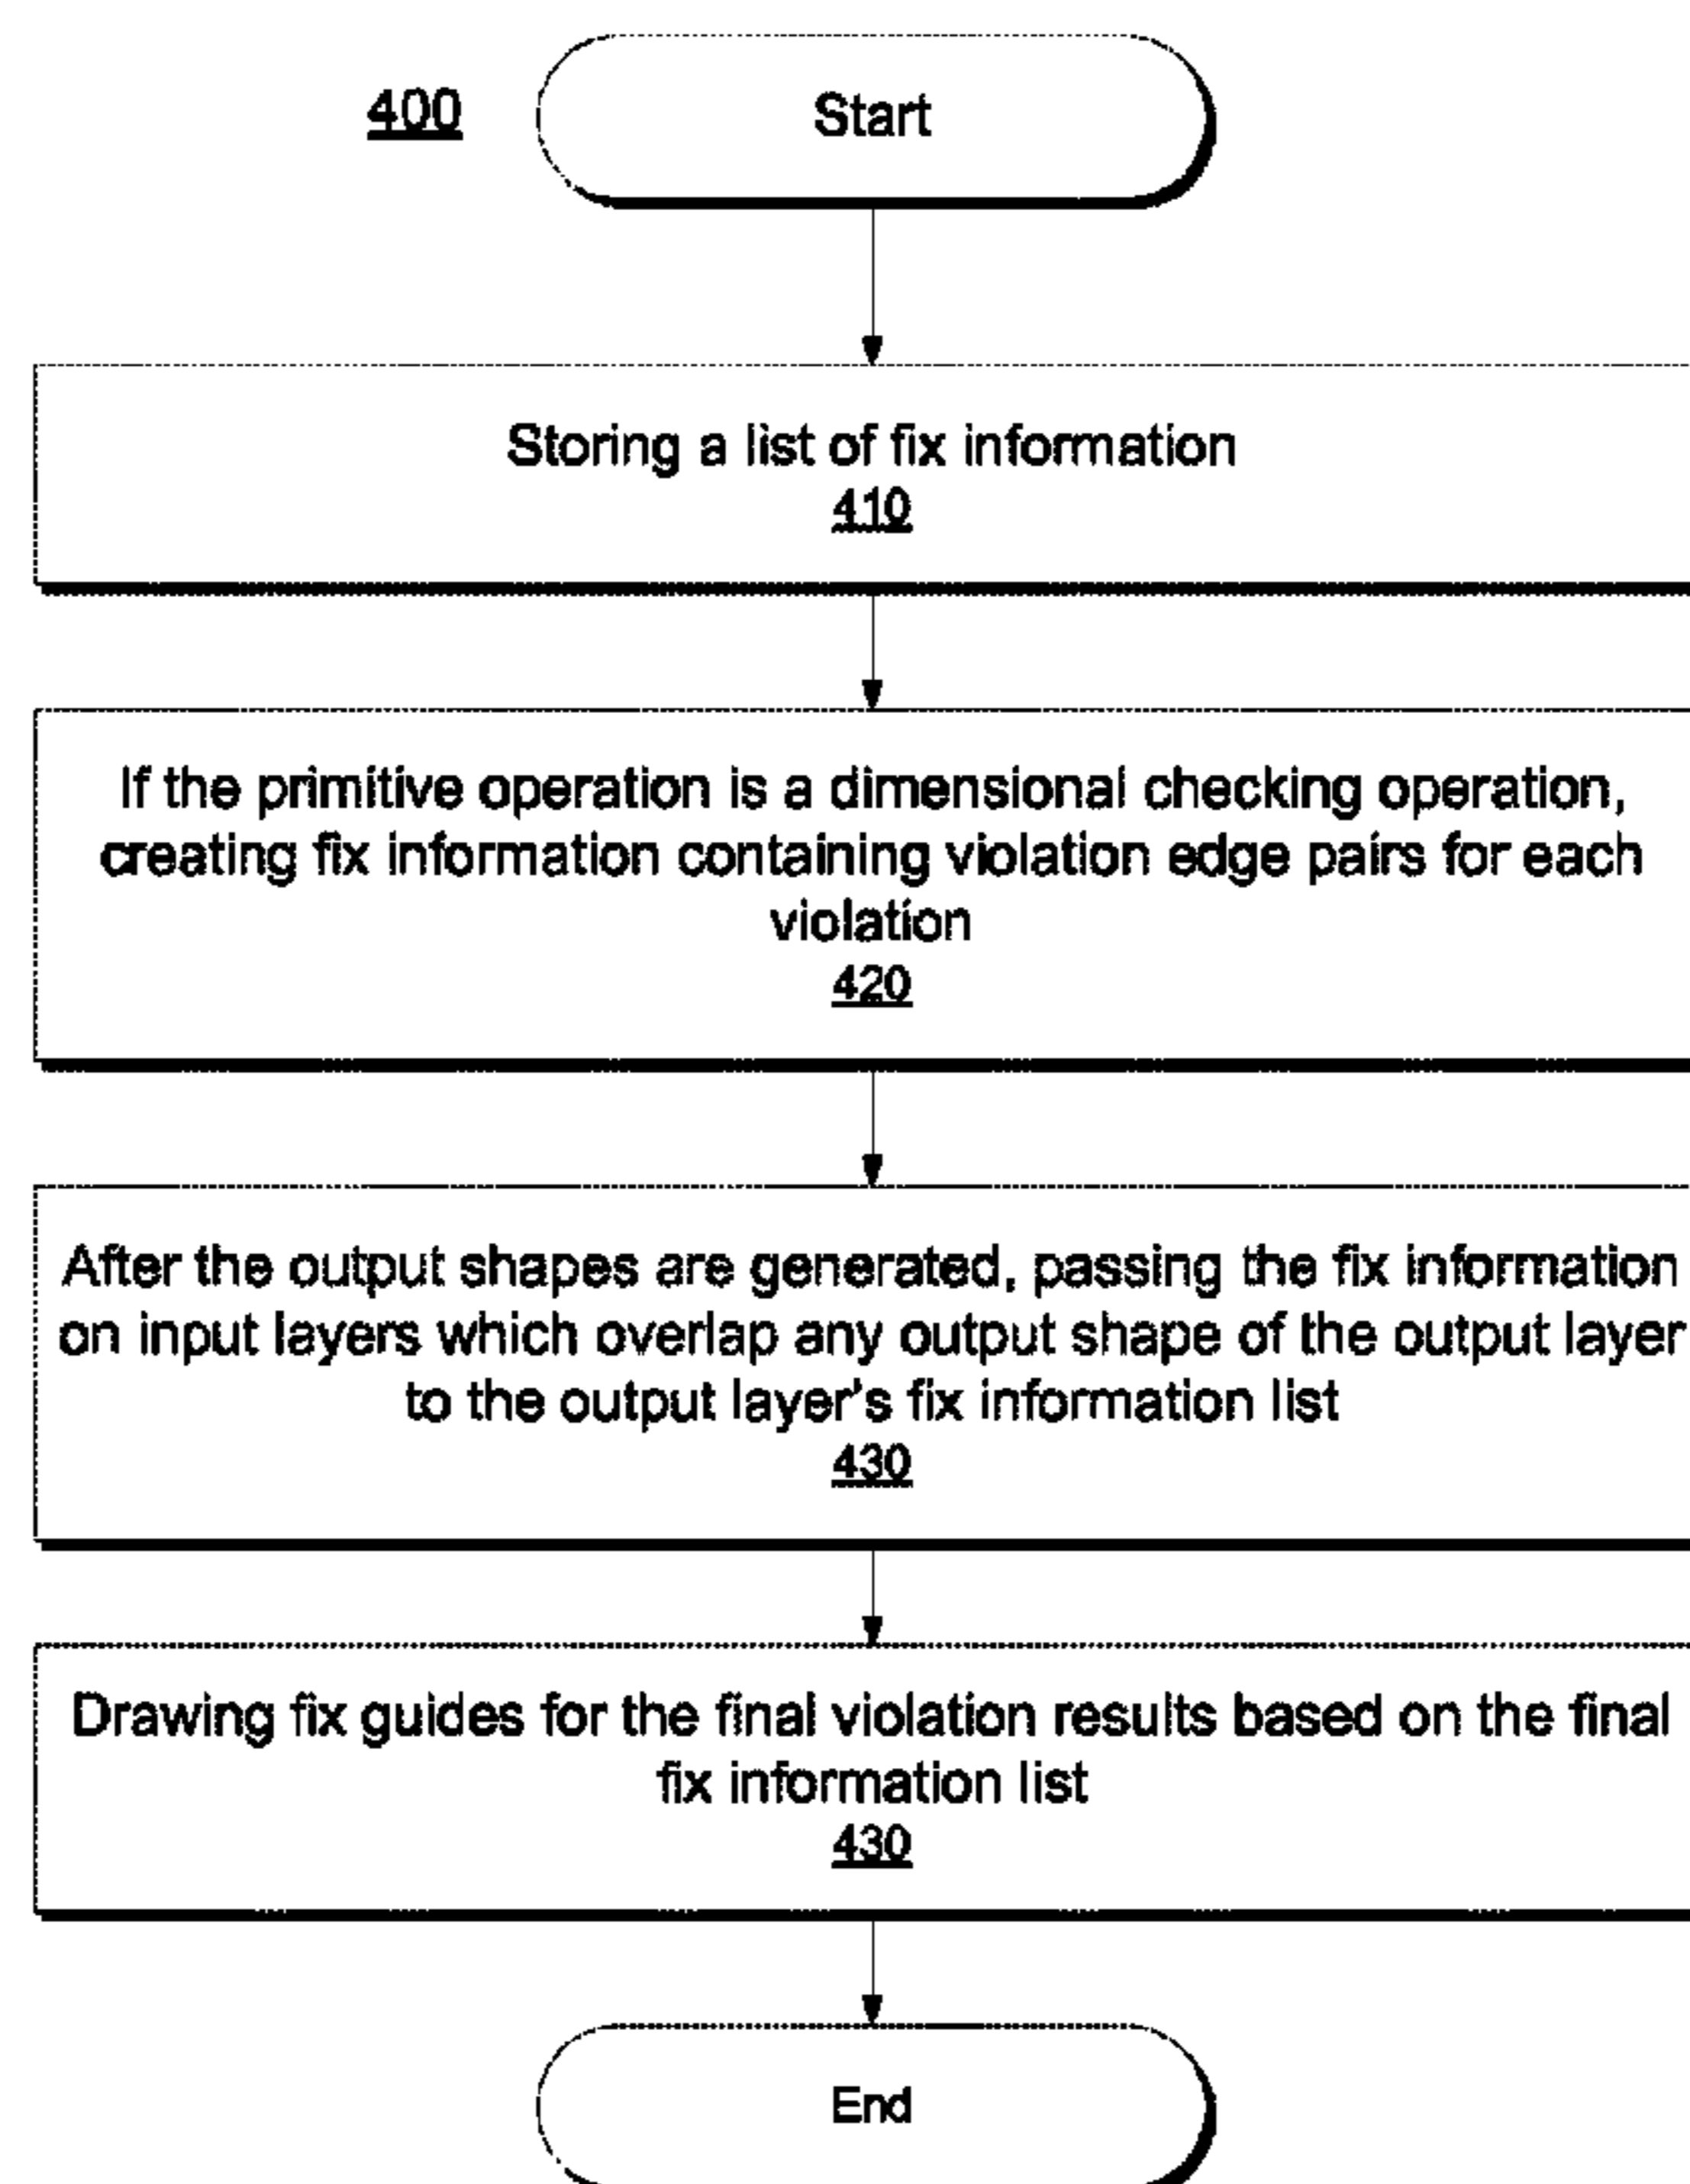 400
Start
Storing a list of fix information
410
If the primitive operation is a dimensional checking operation,
creating fix information containing violation edge pairs for each
violation
420
After the output shapes are generated, passing the fix information
on input layers which overlap any output shape of the output layer
to the output layer's fix information list
430
Drawing fix guides for the final violation results based on the final
fix information list
430
End